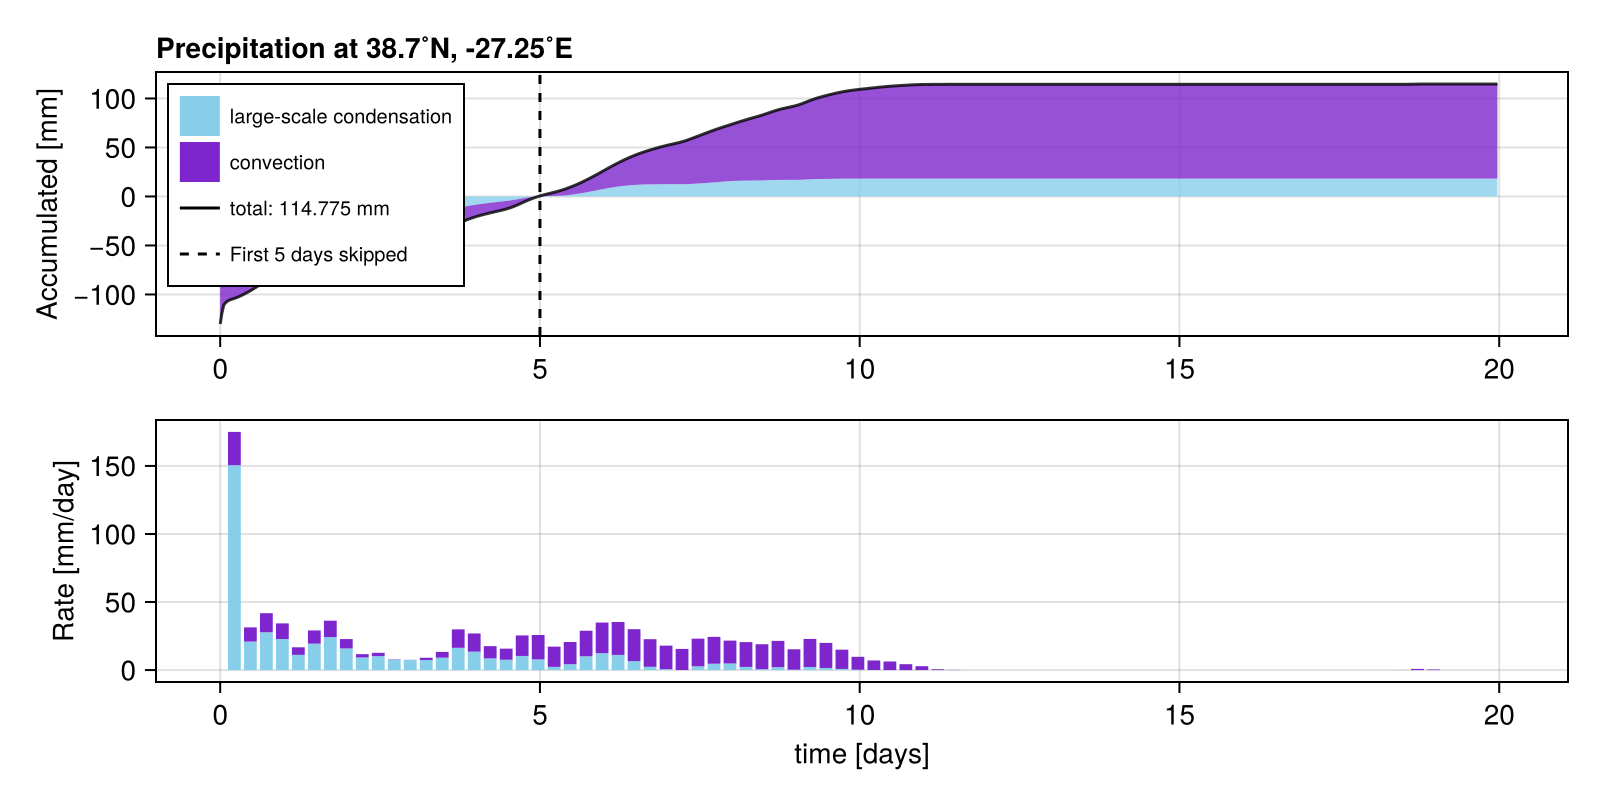 Precipitation at 38.7˚N, -27.25˚E
Accumulated [mm]
100
50
0
−50
−100
large-scale condensation
convection
total: 114.775 mm
First 5 days skipped
0 5 10 15 20
Rate [mm/day]
150
100
50
0
0 5 10 15 20
time [days]